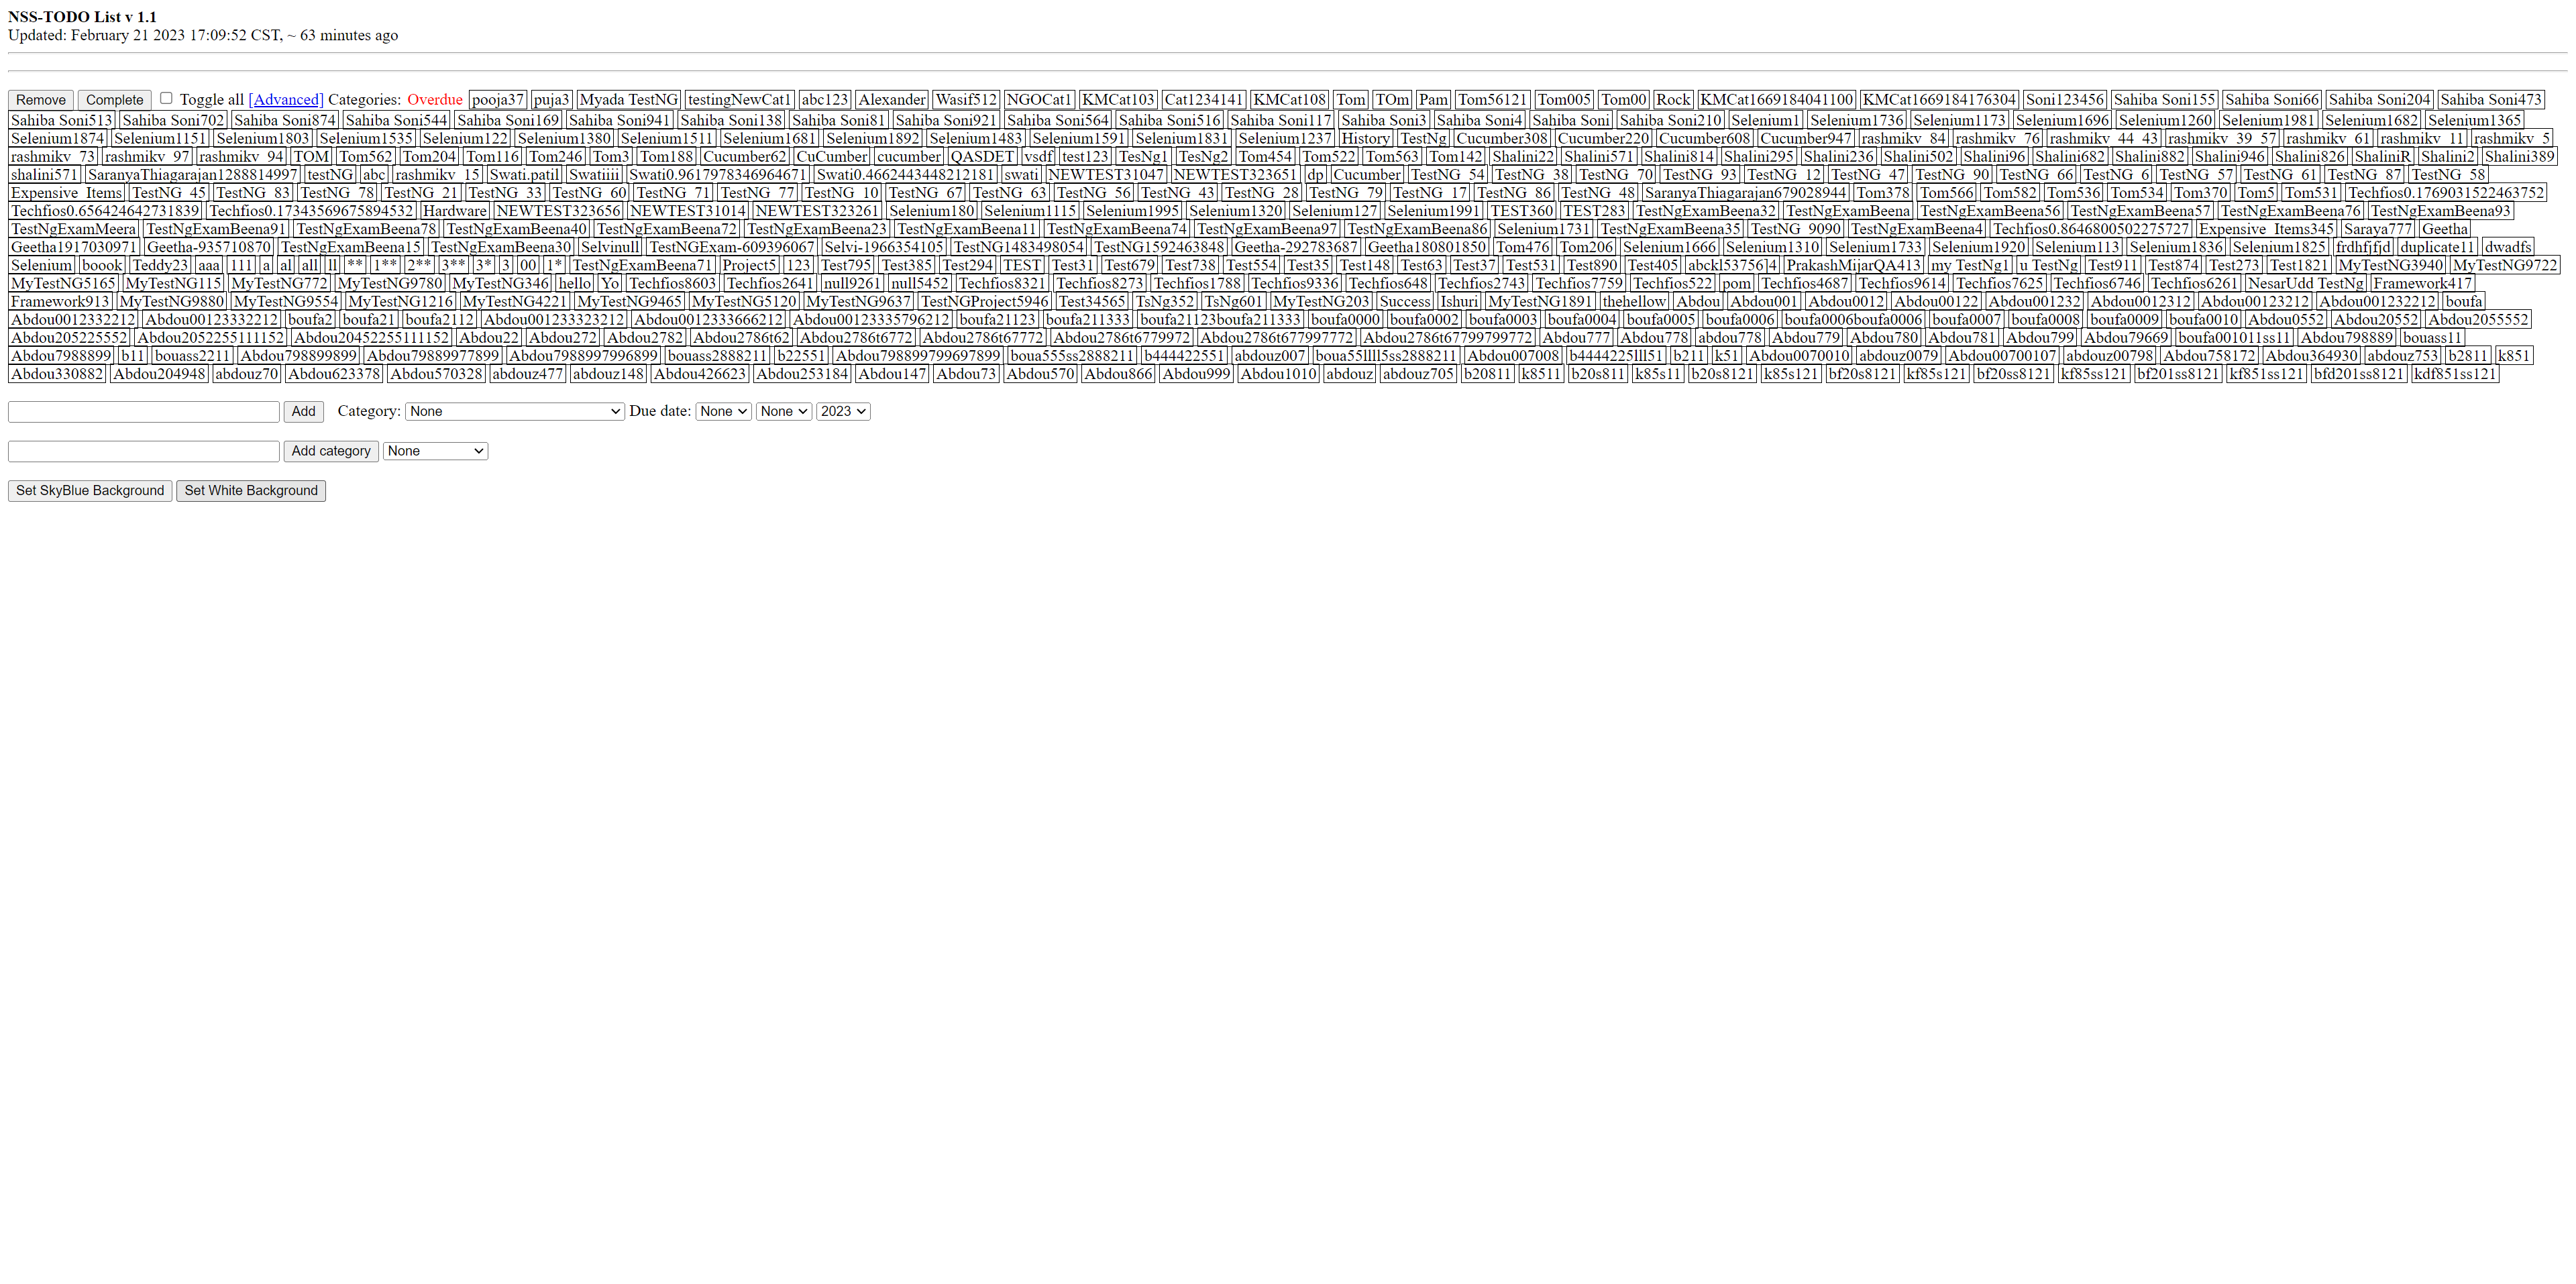 NSS-TODO List v 1.1
Updated: February 21 2023 17:09:52 CST, ~ 63 minutes ago
Remove Complete Toggle all [Advanced] Categories: Overdue pooja37 puja3 Myada TestNG testingNewCat1 abc123 Alexander Wasif512 NGOCat1 KMCat103 Cat1234141 KMCat108 Tom TOm Pam Tom56121 Tom005 Tom00 Rock KMCat1669184041100 KMCat1669184176304 Soni123456 Sahiba Soni155 Sahiba Soni66 Sahiba Soni204 Sahiba Soni473
Sahiba Soni513 Sahiba Soni702 Sahiba Soni874 Sahiba Soni544 Sahiba Soni169 Sahiba Soni941 Sahiba Soni138 Sahiba Soni81 Sahiba Soni921 Sahiba Soni564 Sahiba Soni516 Sahiba Soni117 Sahiba Soni3 Sahiba Soni4 Sahiba Soni Sahiba Soni210 Selenium1 Selenium1736 Selenium1173 Selenium1696 Selenium1260 Selenium1981 Selenium1682 Selenium1365
Selenium1874 Selenium1151 Selenium1803 Selenium1535 Selenium122 Selenium1380 Selenium1511 Selenium1681 Selenium1892 Selenium1483 Selenium1591 Selenium1831 Selenium1237 History TestNg Cucumber308 Cucumber220 Cucumber608 Cucumber947 rashmikv_84 rashmikv_76 rashmikv_44_43 rashmikv_39_57 rashmikv_61 rashmikv_11 rashmikv_5
rashmikv_73 rashmikv_97 rashmikv_94 TOM Tom562 Tom204 Tom116 Tom246 Tom3 Tom188 Cucumber62 CuCumber cucumber QASDET vsdf test123 TesNg1 TesNg2 Tom454 Tom522 Tom563 Tom142 Shalini22 Shalini571 Shalini814 Shalini295 Shalini236 Shalini502 Shalini96 Shalini682 Shalini882 Shalini946 Shalini826 ShaliniR Shalini2 Shalini389
shalini571 SaranyaThiagarajan1288814997 testNG abc rashmikv_15 Swati.patil Swatiiii Swati0.9617978346964671 Swati0.4662443448212181 swati NEWTEST31047 NEWTEST323651 dp Cucumber TestNG_54 TestNG_38 TestNG_70 TestNG_93 TestNG_12 TestNG_47 TestNG_90 TestNG_66 TestNG_6 TestNG_57 TestNG_61 TestNG_87 TestNG_58
Expensive_Items TestNG_45 TestNG_83 TestNG_78 TestNG_21 TestNG_33 TestNG_60 TestNG_71 TestNG_77 TestNG_10 TestNG_67 TestNG_63 TestNG_56 TestNG_43 TestNG_28 TestNG_79 TestNG_17 TestNG_86 TestNG_48 SaranyaThiagarajan679028944 Tom378 Tom566 Tom582 Tom536 Tom534 Tom370 Tom5 Tom531 Techfios0.1769031522463752
Techfios0.656424642731839 Techfios0.17343569675894532 Hardware NEWTEST323656 NEWTEST31014 NEWTEST323261 Selenium180 Selenium1115 Selenium1995 Selenium1320 Selenium127 Selenium1991 TEST360 TEST283 TestNgExamBeena32 TestNgExamBeena TestNgExamBeena56 TestNgExamBeena57 TestNgExamBeena76 TestNgExamBeena93
TestNgExamMeera TestNgExamBeena91 TestNgExamBeena78 TestNgExamBeena40 TestNgExamBeena72 TestNgExamBeena23 TestNgExamBeena11 TestNgExamBeena74 TestNgExamBeena97 TestNgExamBeena86 Selenium1731 TestNgExamBeena35 TestNG_9090 TestNgExamBeena4 Techfios0.8646800502275727 Expensive_Items345 Saraya777 Geetha
Geetha1917030971 Geetha-935710870 TestNgExamBeena15 TestNgExamBeena30 Selvinull TestNGExam-609396067 Selvi-1966354105 TestNG1483498054 TestNG1592463848 Geetha-292783687 Geetha180801850 Tom476 Tom206 Selenium1666 Selenium1310 Selenium1733 Selenium1920 Selenium113 Selenium1836 Selenium1825 frdhfjfjd duplicate11 dwadfs
Selenium boook Teddy23 aaa 111 a al all ll ** 1** 2** 3** 3* 3 00 1* TestNgExamBeena71 Project5 123 Test795 Test385 Test294 TEST Test31 Test679 Test738 Test554 Test35 Test148 Test63 Test37 Test531 Test890 Test405 abckl53756]4 PrakashMijarQA413 my TestNg1 u TestNg Test911 Test874 Test273 Test1821 MyTestNG3940 MyTestNG9722
MyTestNG5165 MyTestNG115 MyTestNG772 MyTestNG9780 MyTestNG346 hello Yo Techfios8603 Techfios2641 null9261 null5452 Techfios8321 Techfios8273 Techfios1788 Techfios9336 Techfios648 Techfios2743 Techfios7759 Techfios522 pom Techfios4687 Techfios9614 Techfios7625 Techfios6746 Techfios6261 NesarUdd TestNg Framework417
Framework913 MyTestNG9880 MyTestNG9554 MyTestNG1216 MyTestNG4221 MyTestNG9465 MyTestNG5120 MyTestNG9637 TestNGProject5946 Test34565 TsNg352 TsNg601 MyTestNG203 Success Ishuri MyTestNG1891 thehellow Abdou Abdou001 Abdou0012 Abdou00122 Abdou001232 Abdou0012312 Abdou00123212 Abdou001232212 boufa
Abdou0012332212 Abdou00123332212 boufa2 boufa21 boufa2112 Abdou001233323212 Abdou0012333666212 Abdou00123335796212 boufa21123 boufa211333 boufa21123boufa211333 boufa0000 boufa0002 boufa0003 boufa0004 boufa0005 boufa0006 boufa0006boufa0006 boufa0007 boufa0008 boufa0009 boufa0010 Abdou0552 Abdou20552 Abdou2055552
Abdou205225552 Abdou2052255111152 Abdou20452255111152 Abdou22 Abdou272 Abdou2782 Abdou2786t62 Abdou2786t6772 Abdou2786t67772 Abdou2786t6779972 Abdou2786t677997772 Abdou2786t67799799772 Abdou777 Abdou778 abdou778 Abdou779 Abdou780 Abdou781 Abdou799 Abdou79669 boufa001011ss11 Abdou798889 bouass11
Abdou7988899 b11 bouass2211 Abdou798899899 Abdou79889977899 Abdou7988997996899 bouass2888211 b22551 Abdou798899799697899 boua555ss2888211 b444422551 abdouz007 boua55llll5ss2888211 Abdou007008 b4444225lll51 b211 k51 Abdou0070010 abdouz0079 Abdou00700107 abdouz00798 Abdou758172 Abdou364930 abdouz753 b2811 k851
Abdou330882 Abdou204948 abdouz70 Abdou623378 Abdou570328 abdouz477 abdouz148 Abdou426623 Abdou253184 Abdou147 Abdou73 Abdou570 Abdou866 Abdou999 Abdou1010 abdouz abdouz705 b20811 k8511 b20s811 k85s11 b20s8121 k85s121 bf20s8121 kf85s121 bf20ss8121 kf85ss121 bf201ss8121 kf851ss121 bfd201ss8121 kdf851ss121
Add Category: None Due date: None None 2023
Add category None
Set SkyBlue Background Set White Background